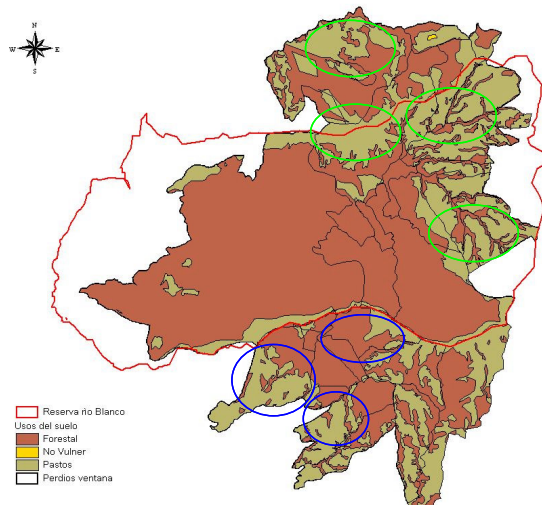 N
W E
S
Reserva río Blanco
Usos del suelo
Forestal
No Vulner
Pastos
Perdios ventana